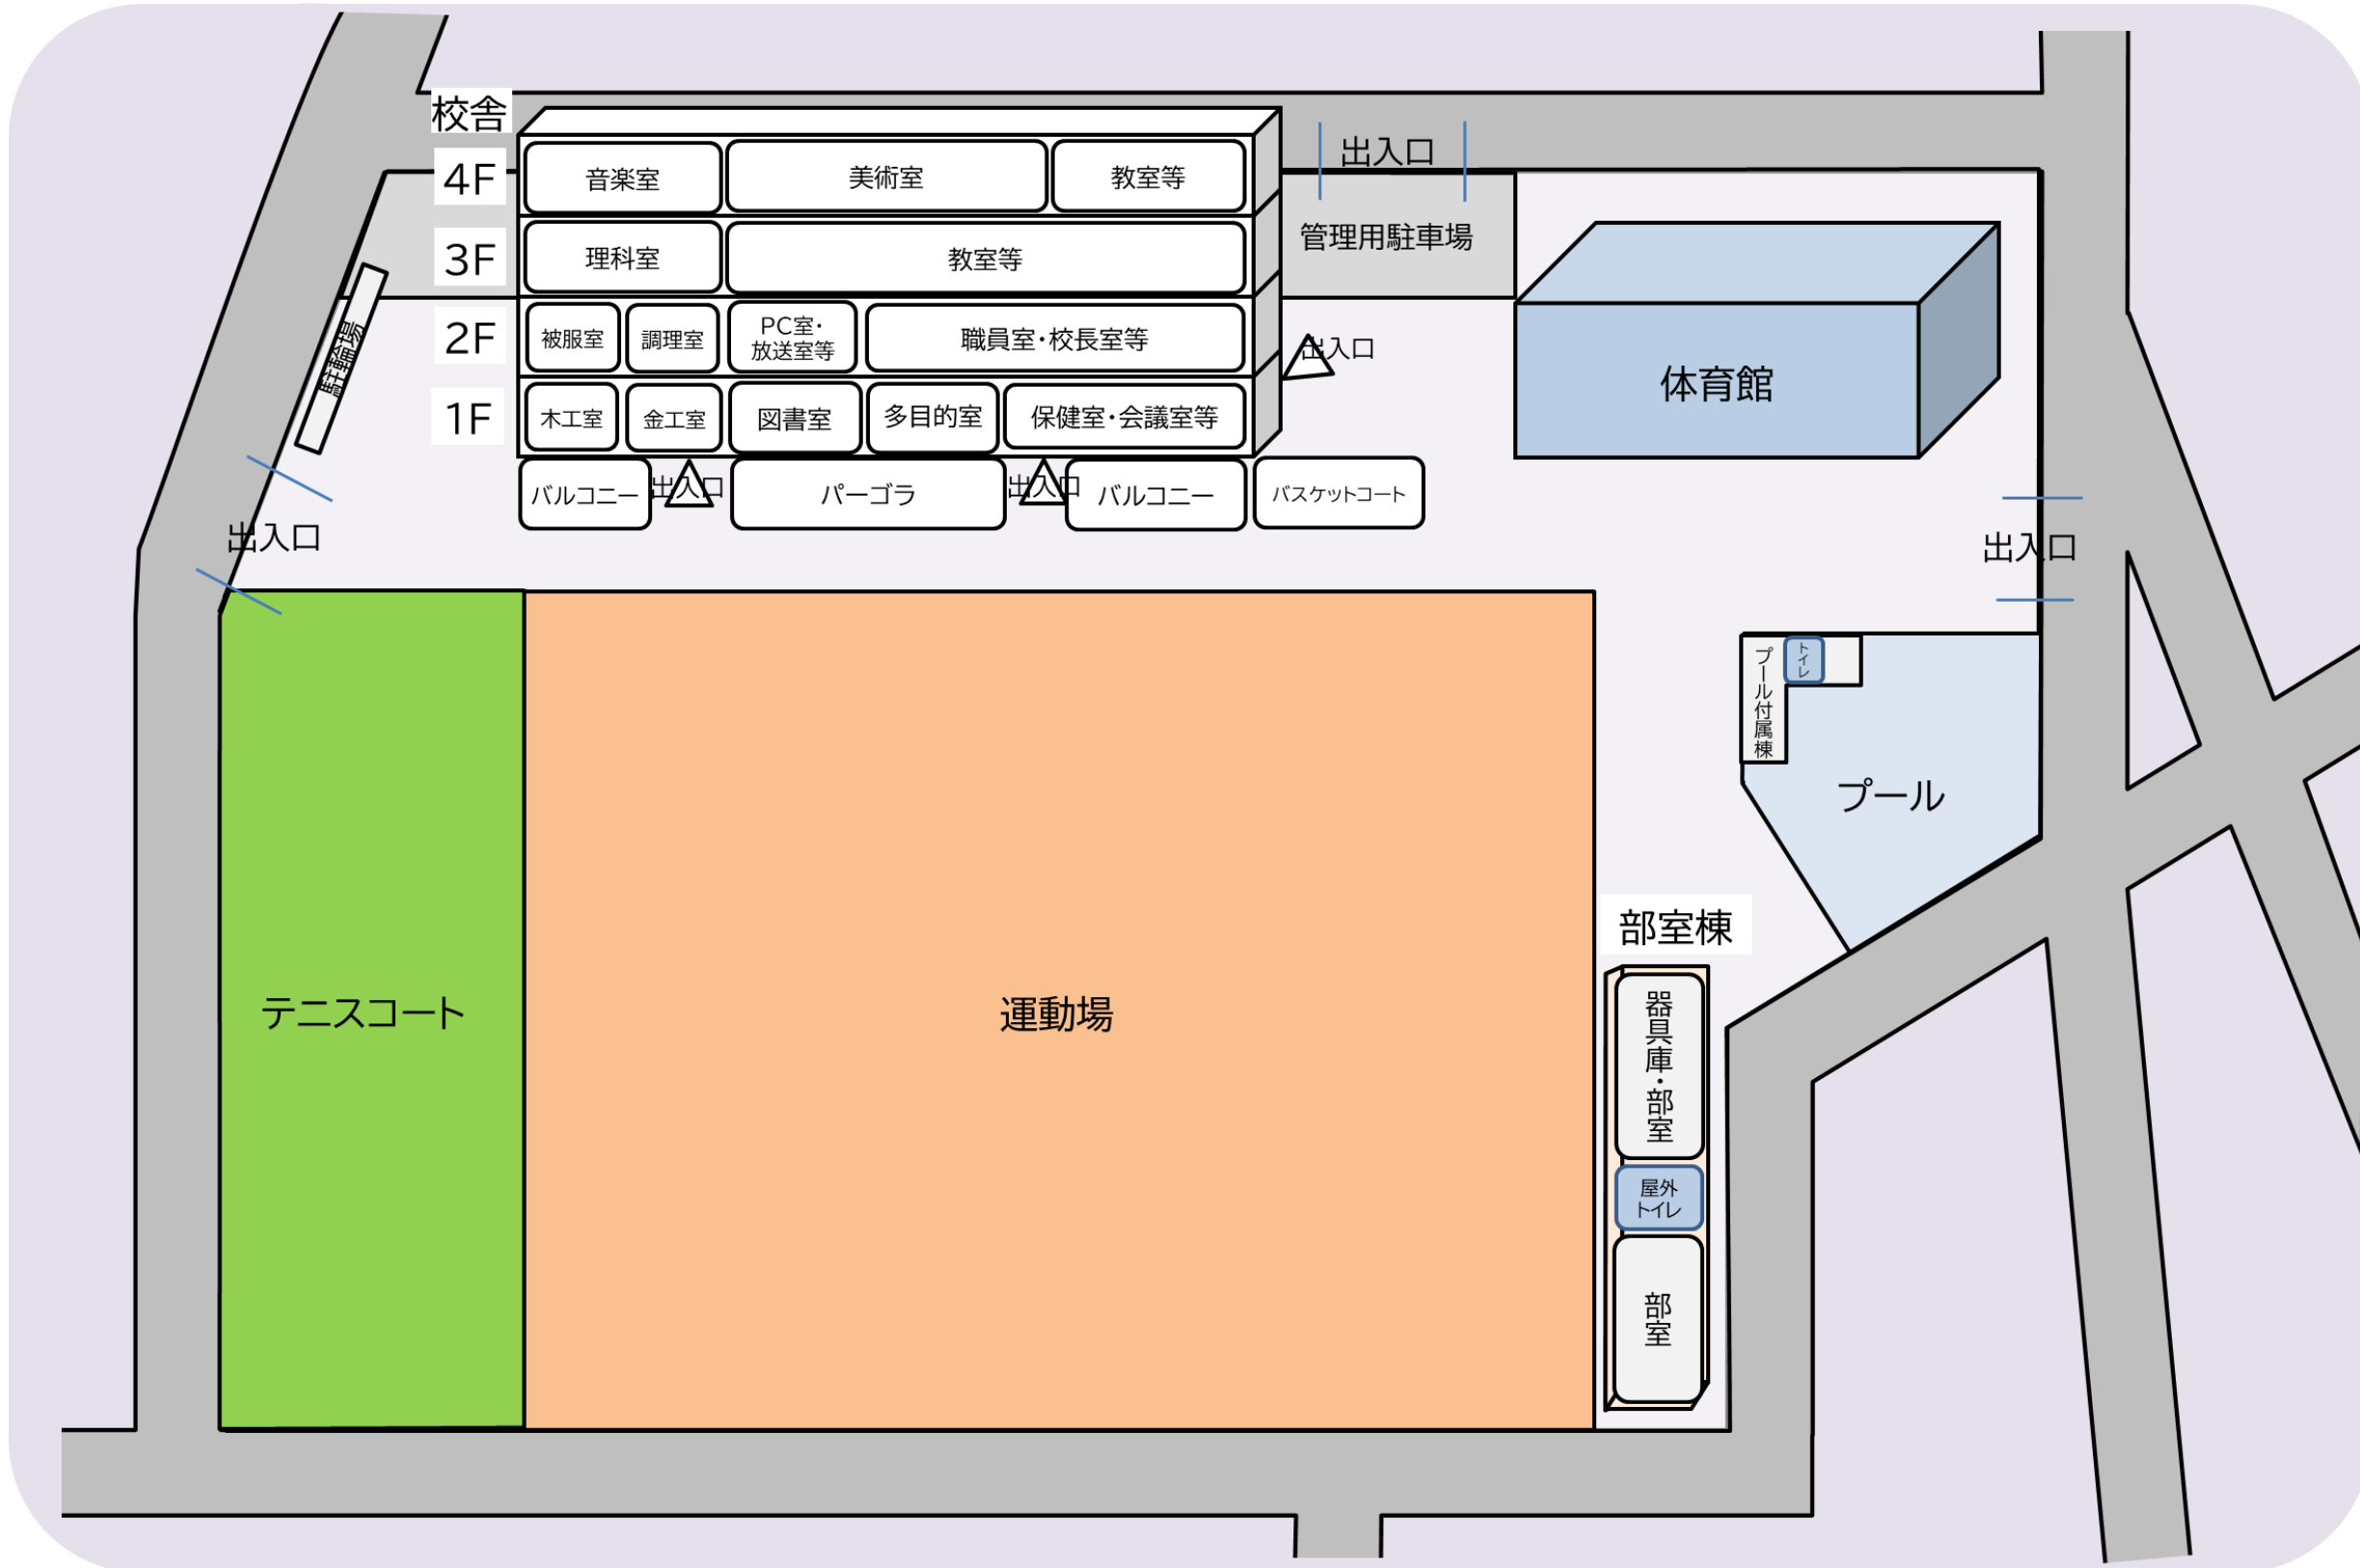 校舎
出入口
4F
音楽室
美術室
教室等
管理用駐車場
3F
理科室
教室等
2F
被服室
調理室
PC室・
放送室等
職員室・校長室等
出入口
体育館
駐輪場
1F
木工室
金工室
図書室
多目的室
保健室・会議室等
バルコニー
出入口
パーゴラ
出入口
バルコニー
バスケットコート
出入口
出入口
プール付属棟
トイレ
プール
部室棟
テニスコート
運動場
器具庫・部室
屋外
トイレ
部室